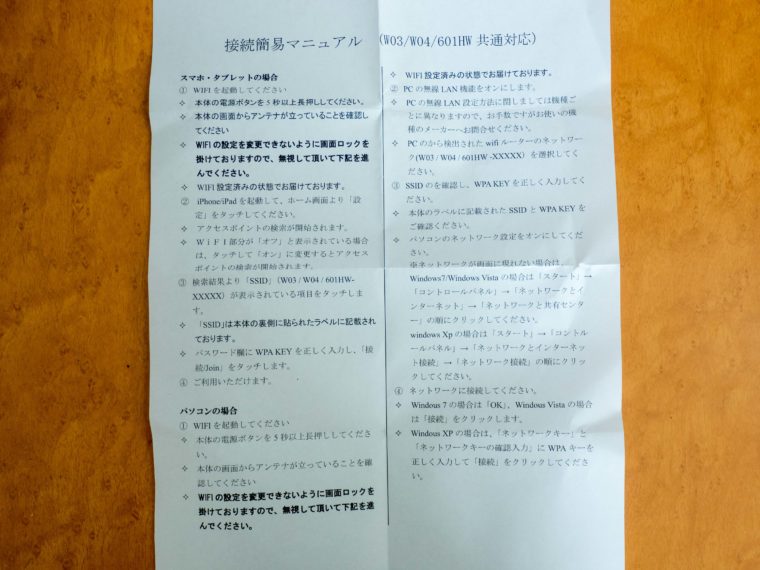 接続簡易マニュアル （W03/W04/601HW 共通対応）
スマホ・タブレットの場合
① WIFI を起動してください
✧ 本体の電源ボタンを 5 秒以上長押ししてください。
✧ 本体の画面からアンテナが立っていることを確認し
てください
✧ WIFI の設定を変更できないように画面ロックを
掛けておりますので、無視して頂いて下記を進
んでください。
✧ WIFI 設定済みの状態でお届けております。
② iPhone/iPad を起動して、ホーム画面より「設
定」をタッチしてください。
✧ アクセスポイントの検索が開始されます。
✧ ＷｉＦＩ部分が「オツ」と表示されている場合
は、タッチして「オン」に変更するとアクセス
ポイントの検索が開始されます。
③ 検索結果より「SSID」（W03 / W04 / 601HW-
XXXXX）が表示されている項目をタッチしま
す。
✧ 「SSID」は本体の裏側に貼られたラベルに記載され
ております。
✧ パスワード欄に WPA KEY を正しく入力し、「接
続/Join」をタッチします。
④ ご利用いただけます。
パソコンの場合
① WIFI を起動してください
✧ 本体の電源ボタンを 5 秒以上長押ししてくださ
い。
✧ 本体の画面からアンテナが立っていることを確
認してください
✧ WIFI の設定を変更できないように画面ロックを
掛けておりますので、無視して頂いて下記を進
んでください。
✧ WIFI 設定済みの状態でお届けております。
② PC の無線 LAN 機能をオンにします。
✧ PC の無線 LAN 設定方法に関しましては機種ご
とに異なりますので、お手数ですがお使いの機
種のメーカーへお問合せください。
✧ PC のから検出された wifi ルーターのネットワー
ク(W03 / W04 / 601HW -XXXXX）を選択してく
ださい。
③ SSID のを確認し、WPA KEY を正しく入力してく
ださい。
✧ 本体のラベルに記載された SSID と WPA KEY を
ご確認ください。
✧ パソコンのネットワーク設定をオンにしてくだ
さい。
※ネットワークが画面に現れない場合は、
Windows7/Windows Vista の場合は「スタート」→
「コントロールパネル」→「ネットワークとイ
ンターネット」→「ネットワークと共有センタ
ー」の順にクリックしてください。
windows Xp の場合は「スタート」→「コントル
ールパネル」→「ネットワークとインターネッ
ト接続」→「ネットワーク接続」の順にクリッ
クしてください。
④ ネットワークに接続してください。
✧ Windous 7 の場合は「OK」、Windous Vista の場合
は「接続」をクリックします。
✧ Windous XP の場合は、「ネットワークキー」と
「ネットワークキーの確認入力」に WPA キーを
正しく入力して「接続」をクリックしてくださ
い。